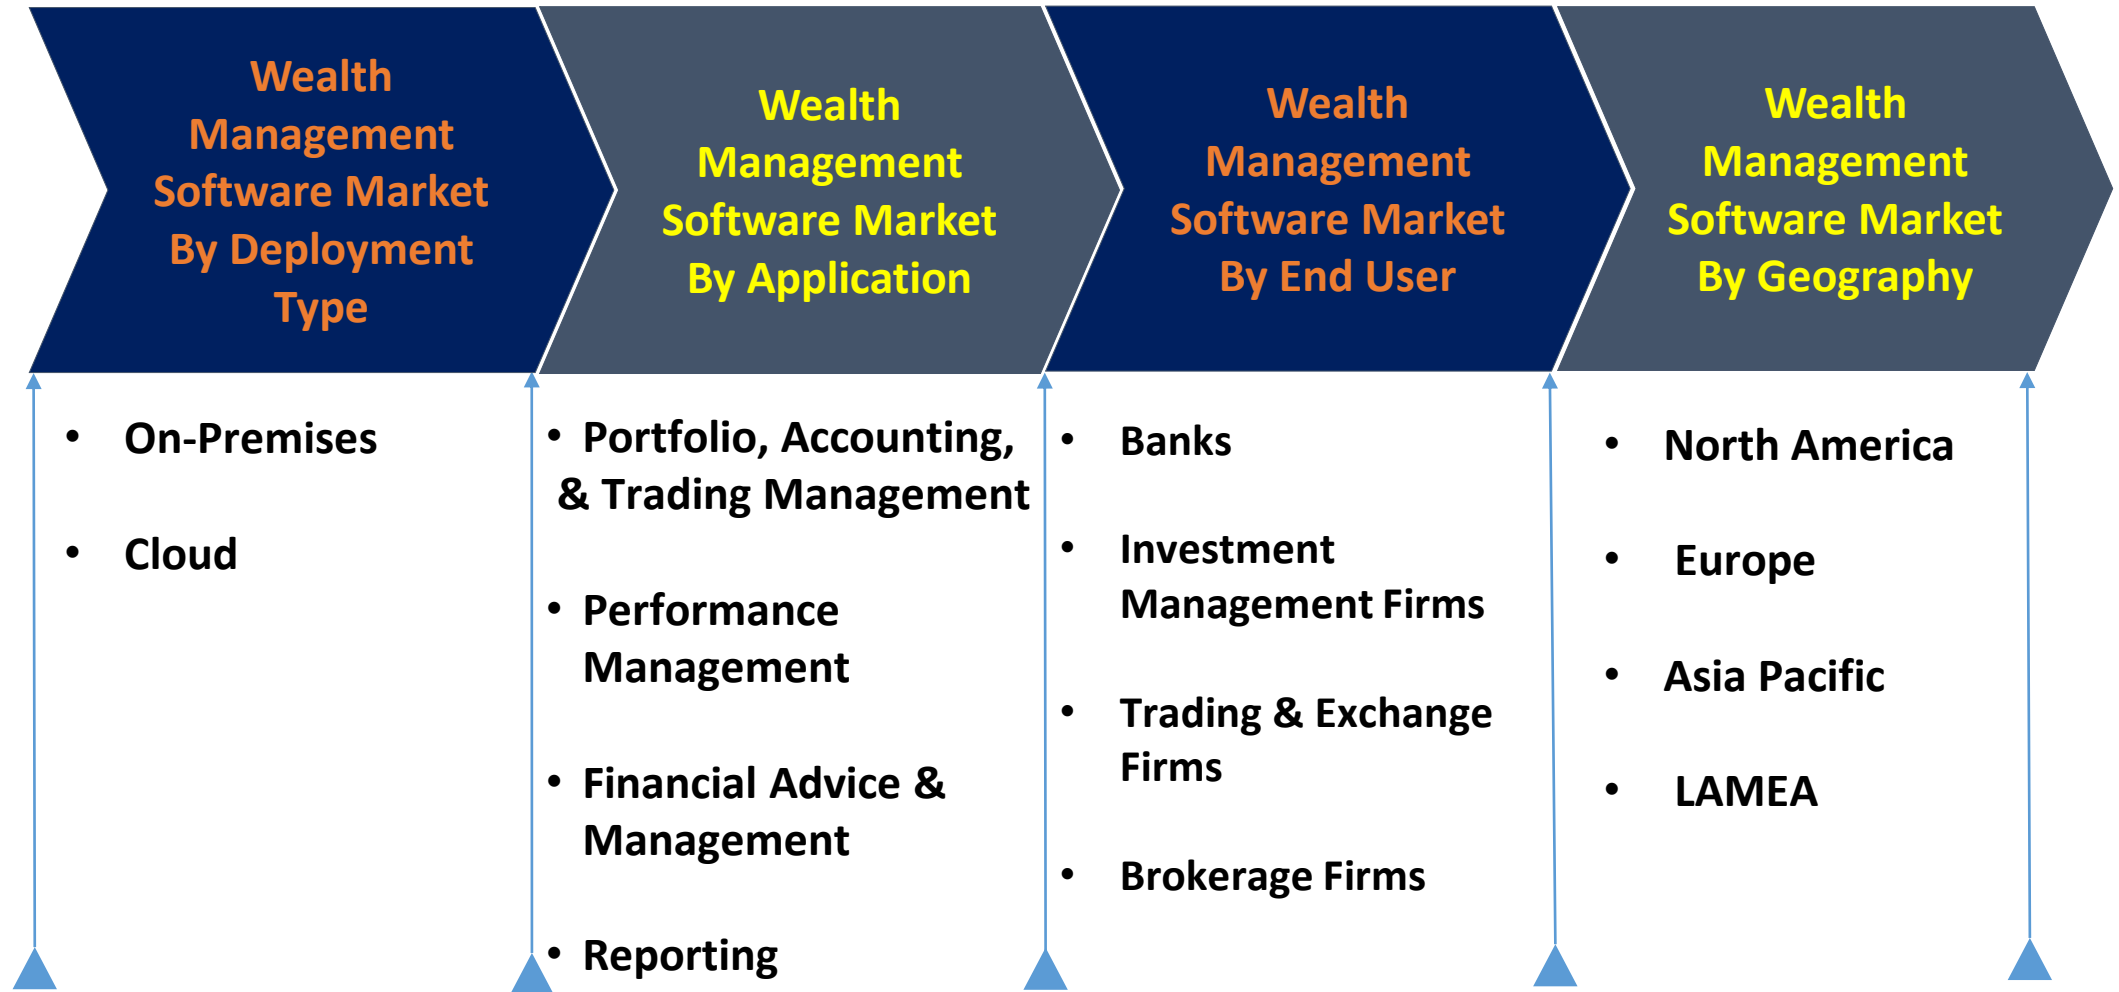 Wealth
Management
Software Market
By Deployment
Type
Wealth
Management
Software Market
By Application
Wealth
Management
Software Market
By End User
Wealth
Management
Software Market
By Geography
• On-Premises
• Cloud
• Portfolio, Accounting,
& Trading Management
• Performance
Management
• Financial Advice &
Management
• Reporting
• Banks
• Investment
Management Firms
• Trading & Exchange
Firms
• Brokerage Firms
• North America
• Europe
• Asia Pacific
• LAMEA